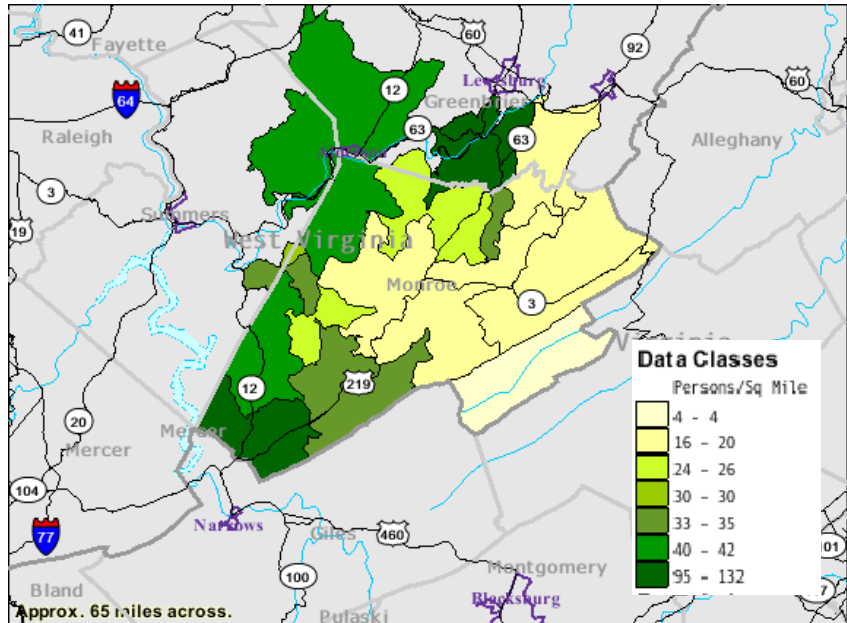 41
Fayette
60
92
Lewisburg
60
64
12
Greenbrier
63
63
Raleigh
Alleghany
3
Summers
19
West Virginia
Monroe
3
Virginia
219
12
20
Mercer
Mercer
104
Narrows
77
Giles
460
100
Montgomery
Bland
Blacksburg
Pulaski
Approx. 65 miles across.
Data Classes
Persons/Sq Mile
4 - 4
16 - 20
24 - 26
30 - 30
33 - 35
40 - 42
95 - 132